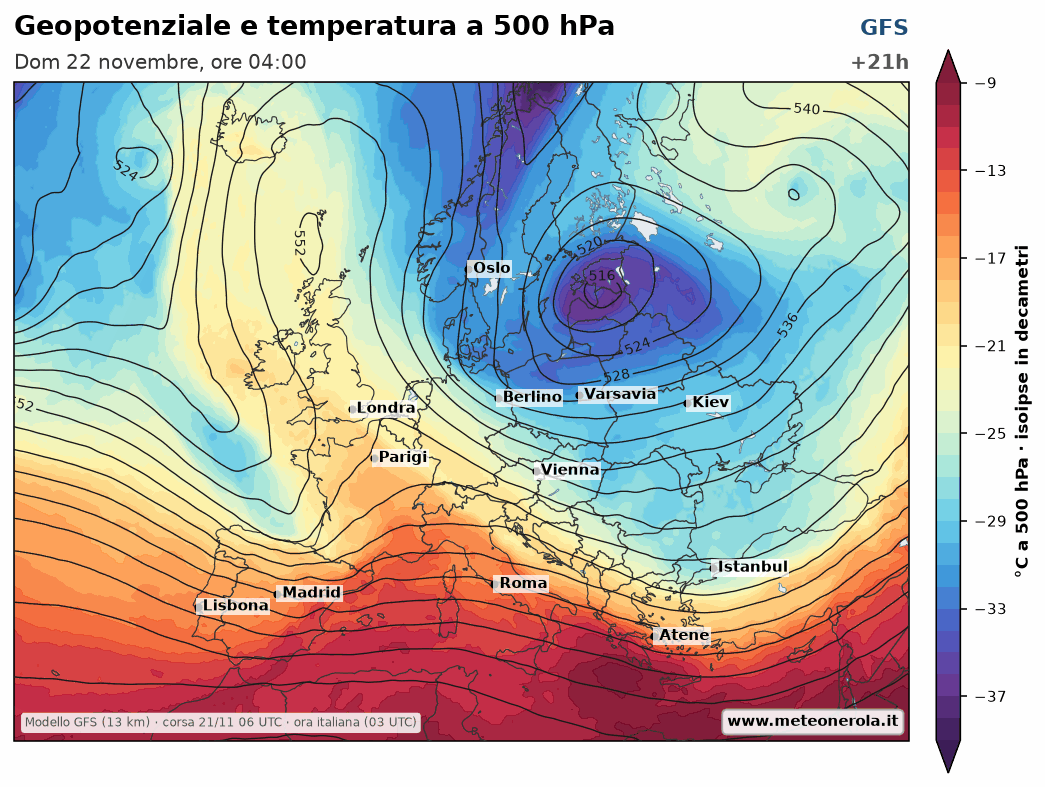 Geopotenziale e temperatura a 500 hPa
GFS
Dom 22 novembre, ore 04:00
+21h
−9
540
524
−13
552
−17
520
Oslo
516
536
−21
524
528
Berlino
Varsavia
Kiev
52
Londra
−25
Parigi
Vienna
−29
Istanbul
Roma
Madrid
Lisbona
−33
Atene
−37
°C a 500 hPa · isoipse in decametri
Modello GFS (13 km) · corsa 21/11 06 UTC · ora italiana (03 UTC)
www.meteonerola.it